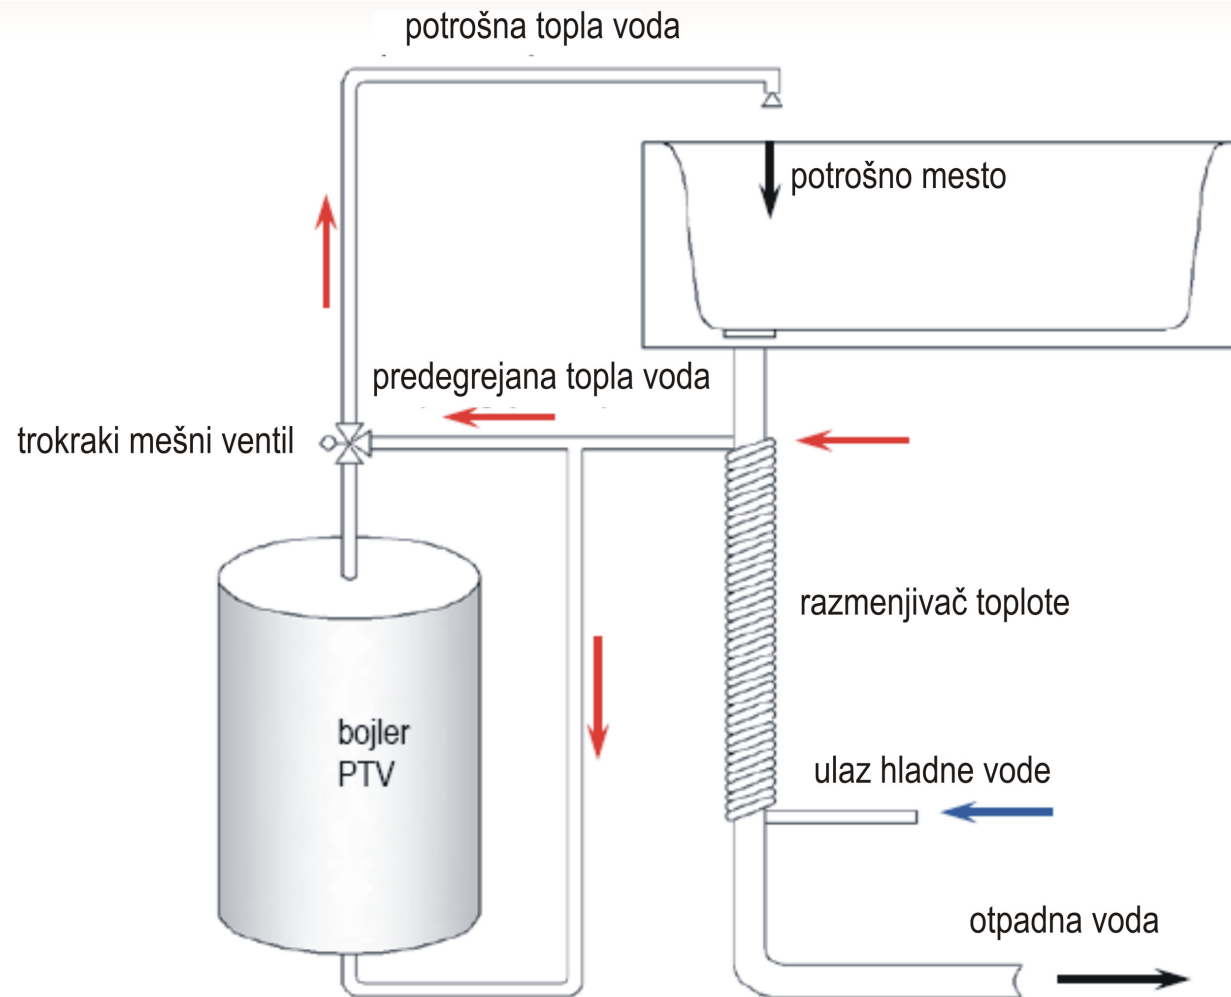 potrošna topla voda
potrošno mesto
predegrejana topla voda
trokraki mešni ventil
razmenjivač toplote
bojler
PTV
ulaz hladne vode
otpadna voda